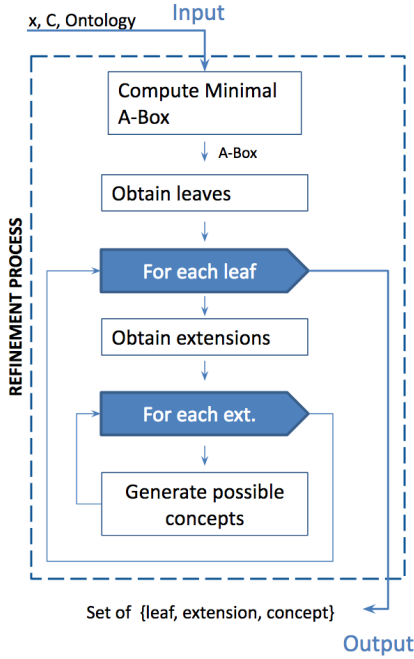 Input
x, C, Ontology
Compute Minimal
A-Box
A-Box
Obtain leaves
For each leaf
REFINEMENT PROCESS
Obtain extensions
For each ext.
Generate possible
concepts
Set of {leaf, extension, concept}
Output